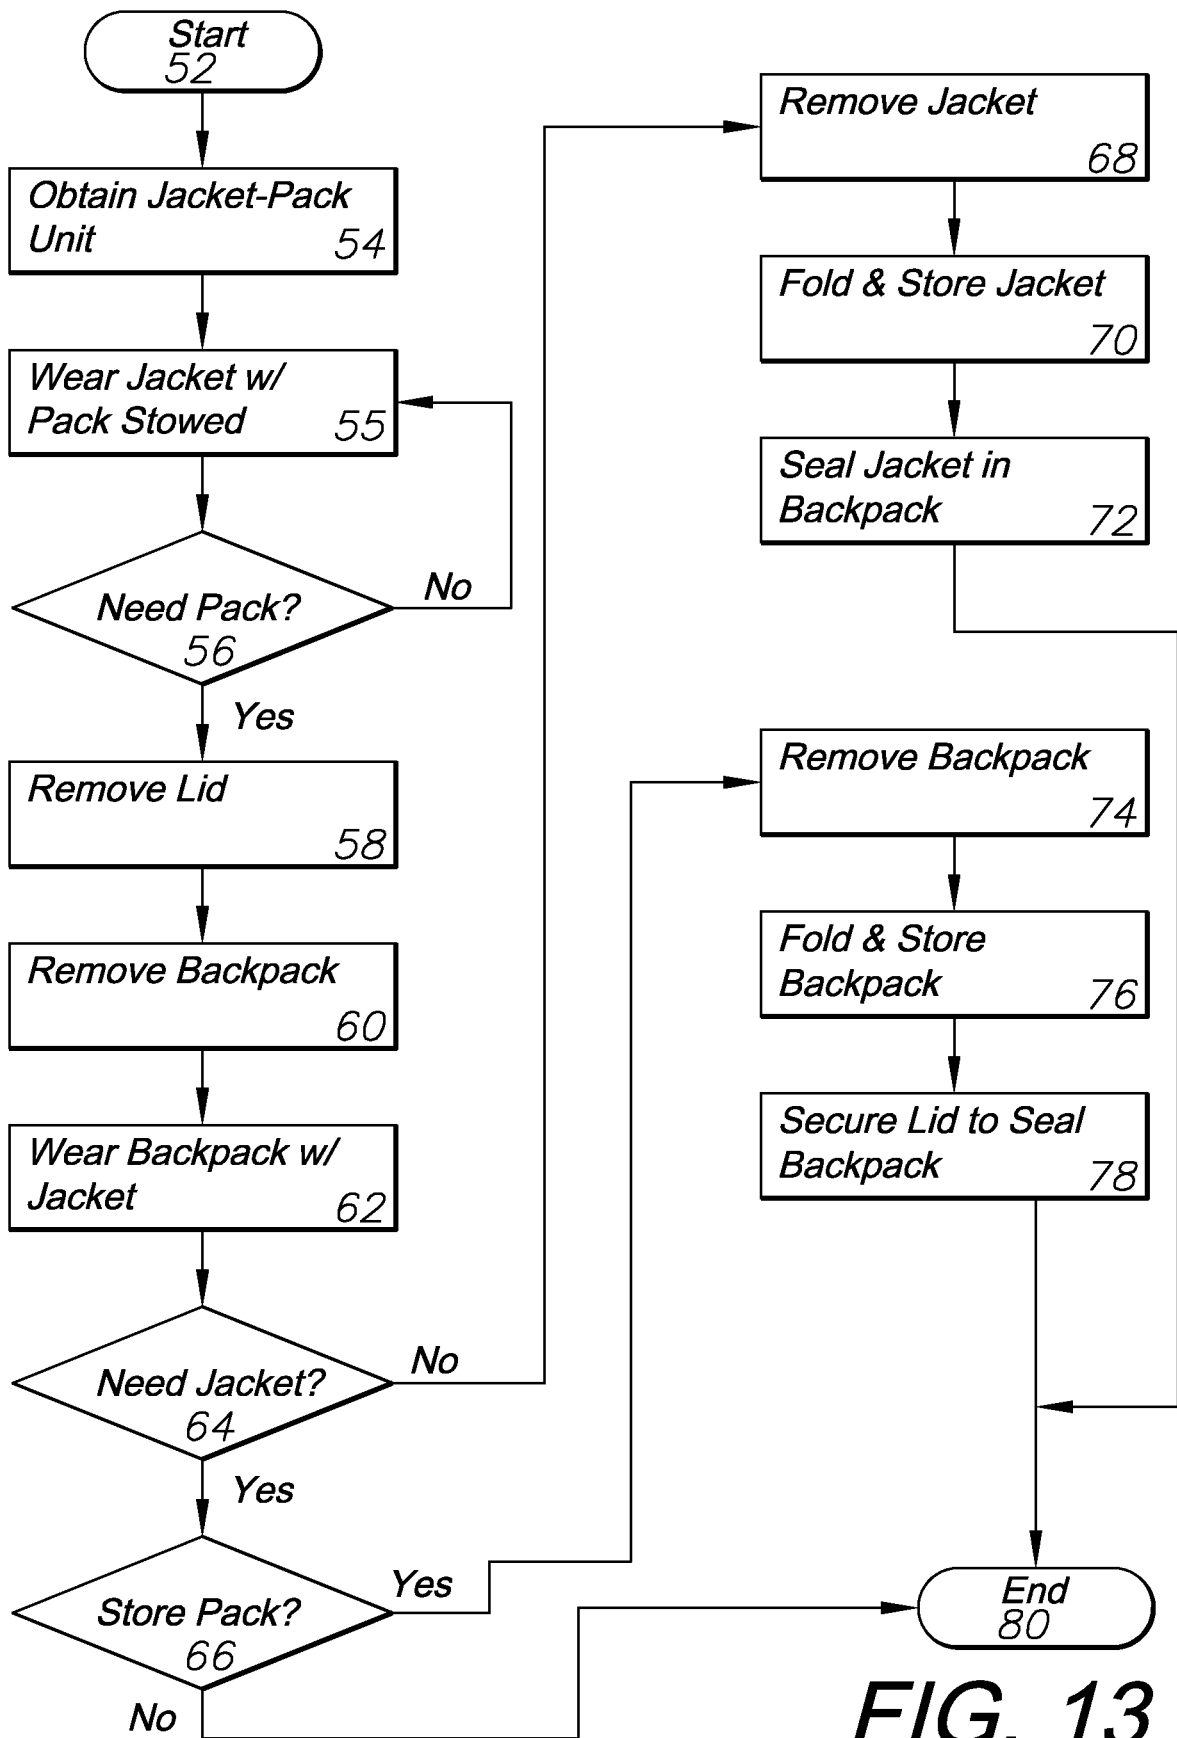 Start
52
Obtain Jacket-Pack
Unit
54
Wear Jacket w/
Pack Stowed
55
Need Pack?
56
No
Yes
Remove Lid
58
Remove Backpack
60
Wear Backpack w/
Jacket
62
Need Jacket?
64
No
Yes
Store Pack?
66
Yes
No
Remove Jacket
68
Fold & Store Jacket
70
Seal Jacket in
Backpack
72
Remove Backpack
74
Fold & Store
Backpack
76
Secure Lid to Seal
Backpack
78
End
80
FIG. 13